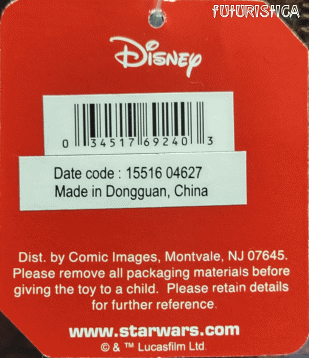 FUFURISHCA
Disney
0 34517 69240 3
Date code : 15516 04627
Made in Dongguan, China
Dist. by Comic Images, Montvale, NJ 07645.
Please remove all packaging materials before
giving the toy to a child. Please retain details
for further reference.
www.starwars.com
© & ™ Lucasfilm Ltd.